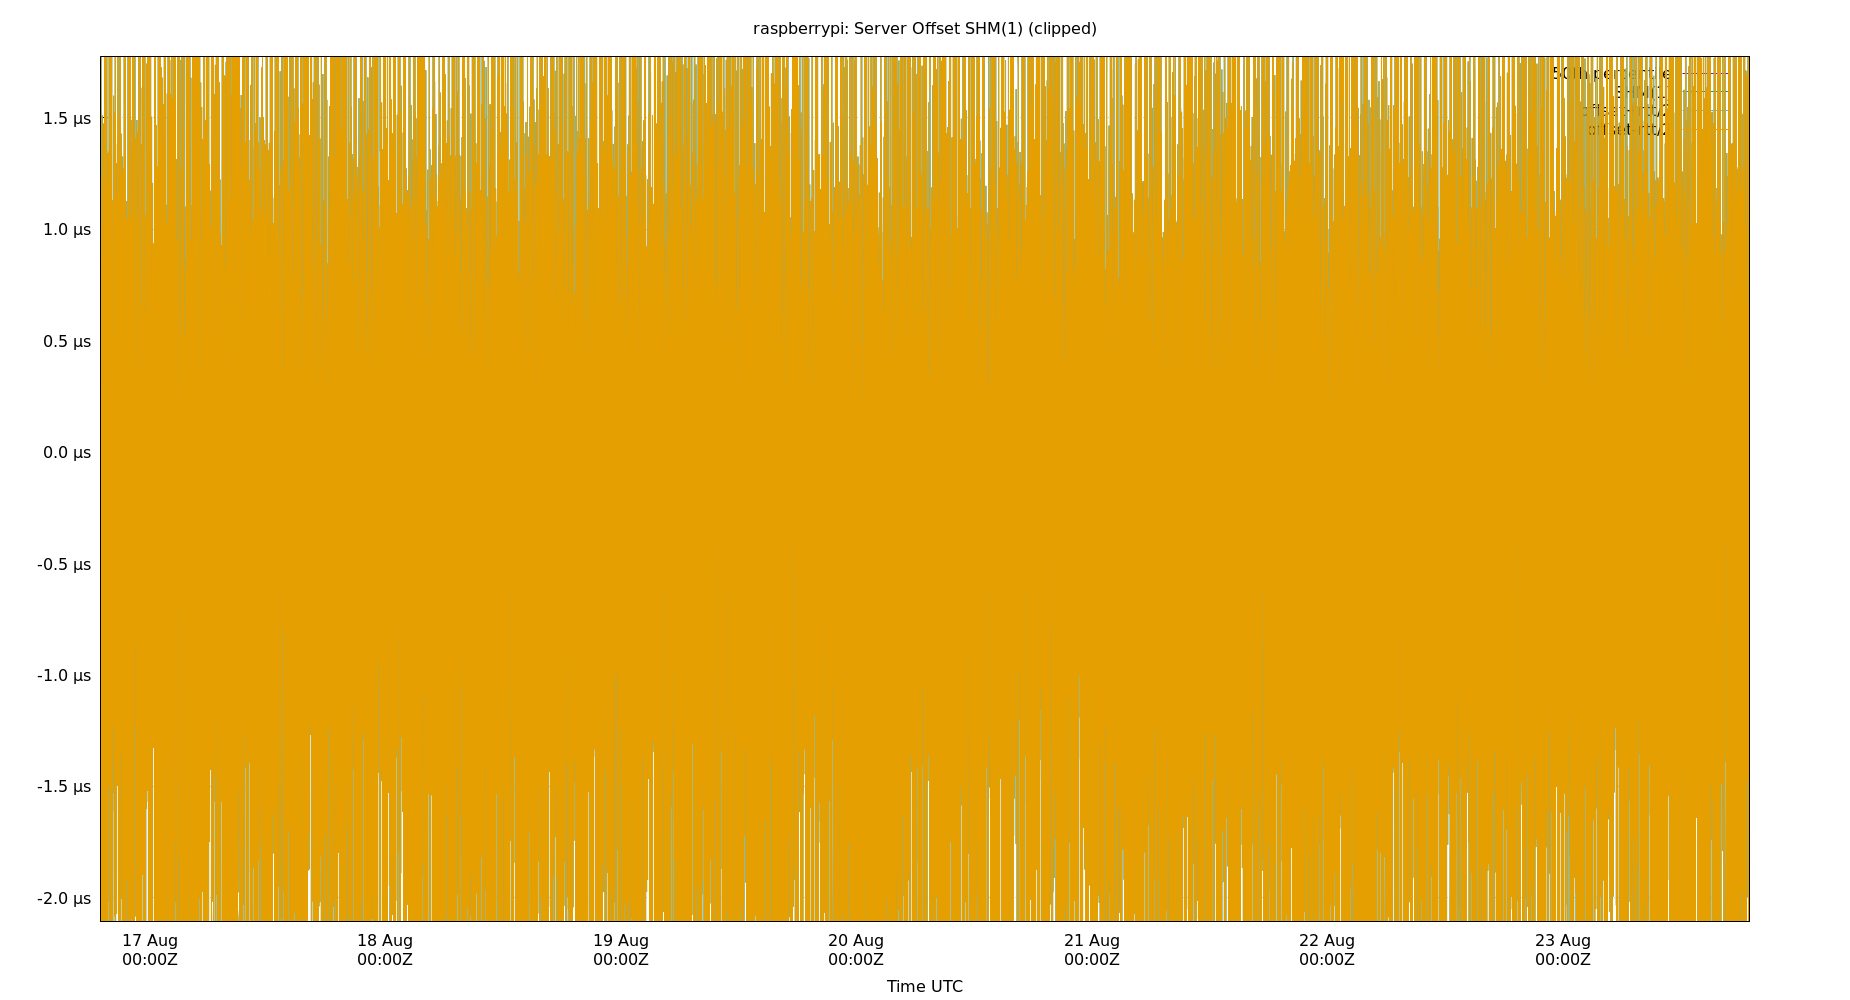 raspberrypi: Server Offset SHM(1) (clipped)
1.5 µs
1.0 µs
0.5 µs
0.0 µs
-0.5 µs
-1.0 µs
-1.5 µs
-2.0 µs
17 Aug 18 Aug 19 Aug 20 Aug 21 Aug 22 Aug 23 Aug
00:00Z 00:00Z 00:00Z 00:00Z 00:00Z 00:00Z 00:00Z
Time UTC